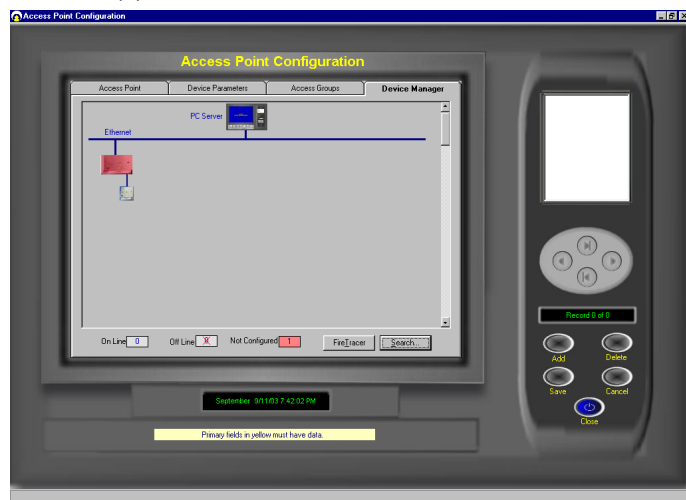 Access Point Configuration
Access Point Configuration
Access Point
Device Parameters
Access Groups
Device Manager
PC Server
Ethernet
On Line 0
Off Line
Not Configured 1
FireTracer
Search..
Record 0 of 0
Add
Delete
Save
Cancel
Close
September 9/11/03 7:42:02 PM
Primary fields in yellow must have data.